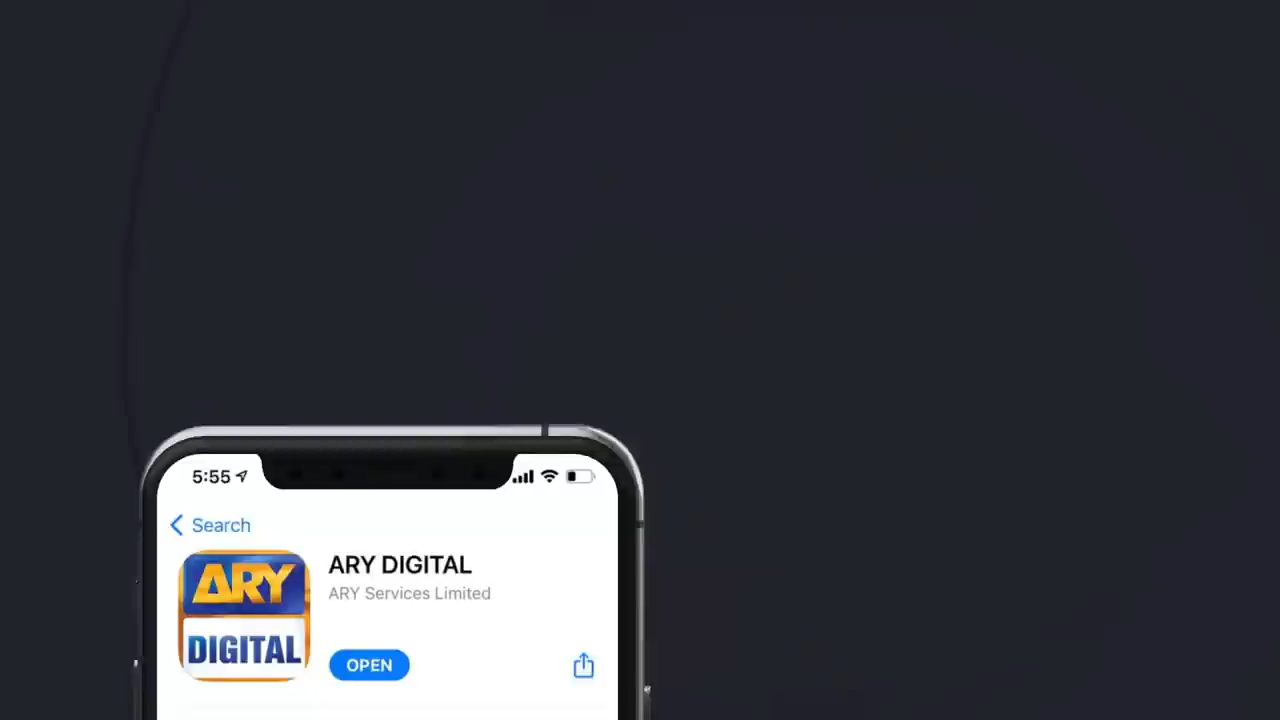 5:55
Search
ARY DIGITAL
ARY Services Limited
ARY
DIGITAL
OPEN